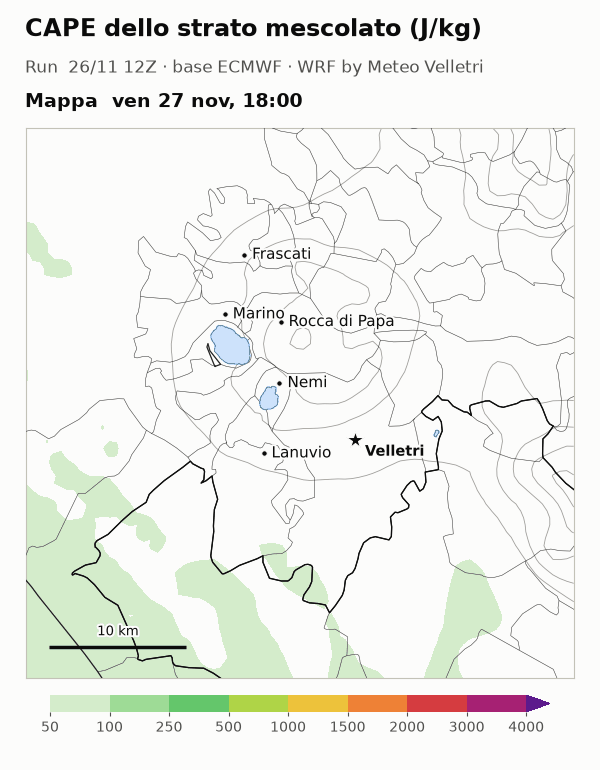 CAPE dello strato mescolato (J/kg)
Run  26/11 12Z · base ECMWF · WRF by Meteo Velletri
Mappa  ven 27 nov, 18:00
Frascati
Marino
Rocca di Papa
Nemi
Velletri
Lanuvio
10 km
50 100 250 500 1000 1500 2000 3000 4000